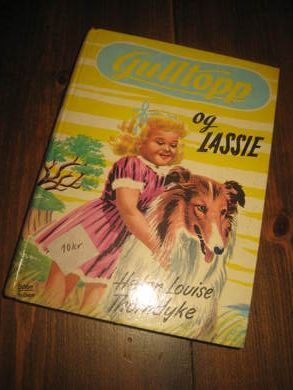 Gulltopp
og
LASSIE
10kr
Helen Louise
Thorndyke